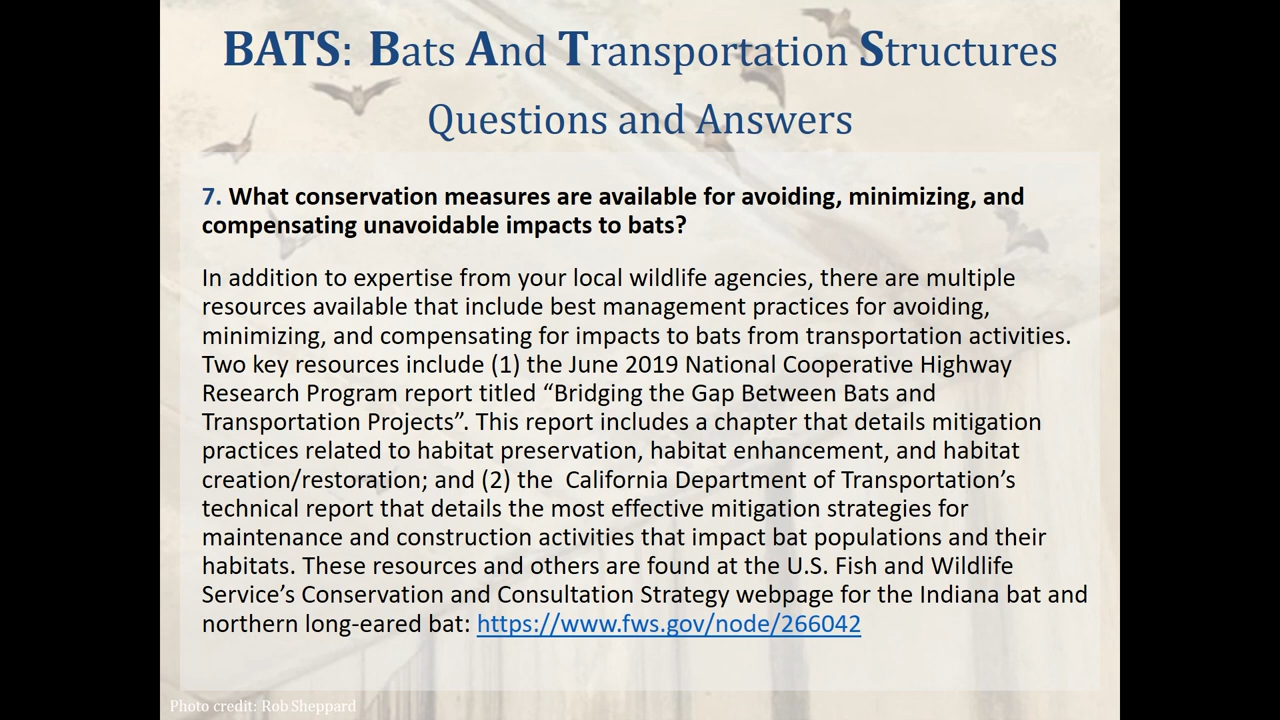 BATS: Bats And Transportation Structures
Questions and Answers
7. What conservation measures are available for avoiding, minimizing, and
compensating unavoidable impacts to bats?
In addition to expertise from your local wildlife agencies, there are multiple
resources available that include best management practices for avoiding,
minimizing, and compensating for impacts to bats from transportation activities.
Two key resources include (1) the June 2019 National Cooperative Highway
Research Program report titled “Bridging the Gap Between Bats and
Transportation Projects”. This report includes a chapter that details mitigation
practices related to habitat preservation, habitat enhancement, and habitat
creation/restoration; and (2) the  California Department of Transportation’s
technical report that details the most effective mitigation strategies for
maintenance and construction activities that impact bat populations and their
habitats. These resources and others are found at the U.S. Fish and Wildlife
Service’s Conservation and Consultation Strategy webpage for the Indiana bat and
northern long-eared bat: https://www.fws.gov/node/266042
Photo credit: Rob Sheppard